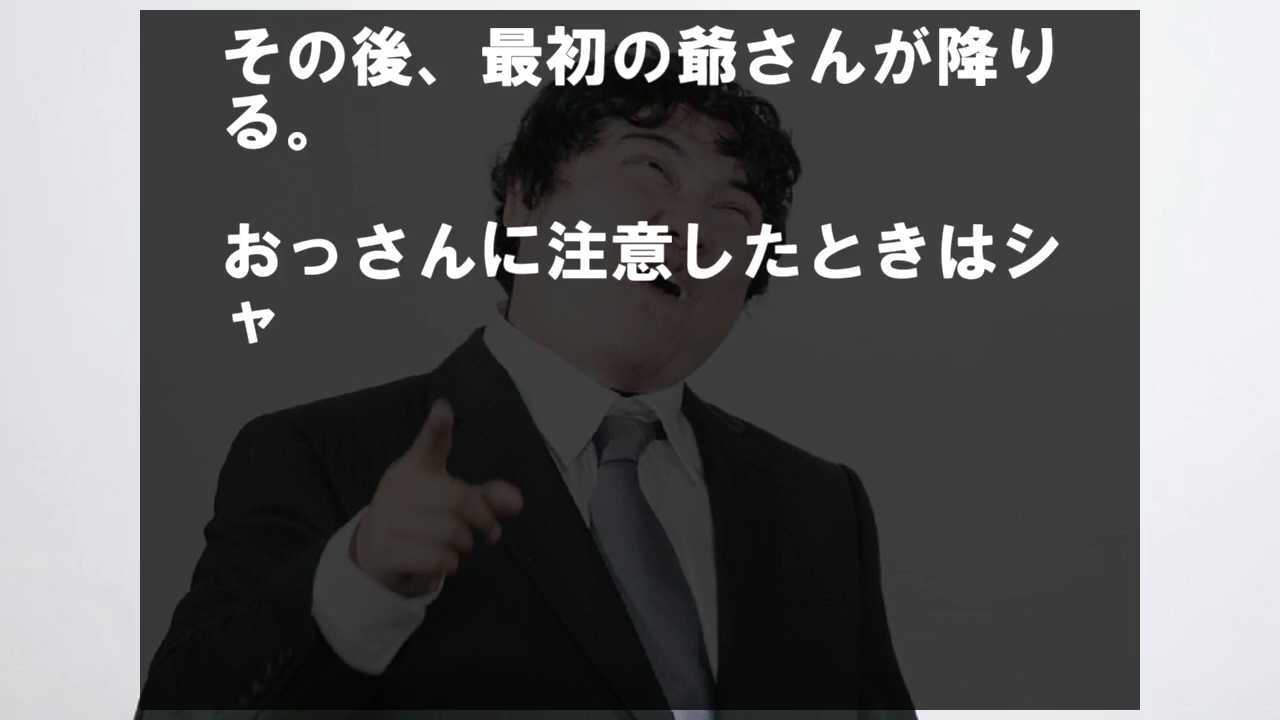 その後、最初の爺さんが降り
る。
おっさんに注意したときはシ
ャ